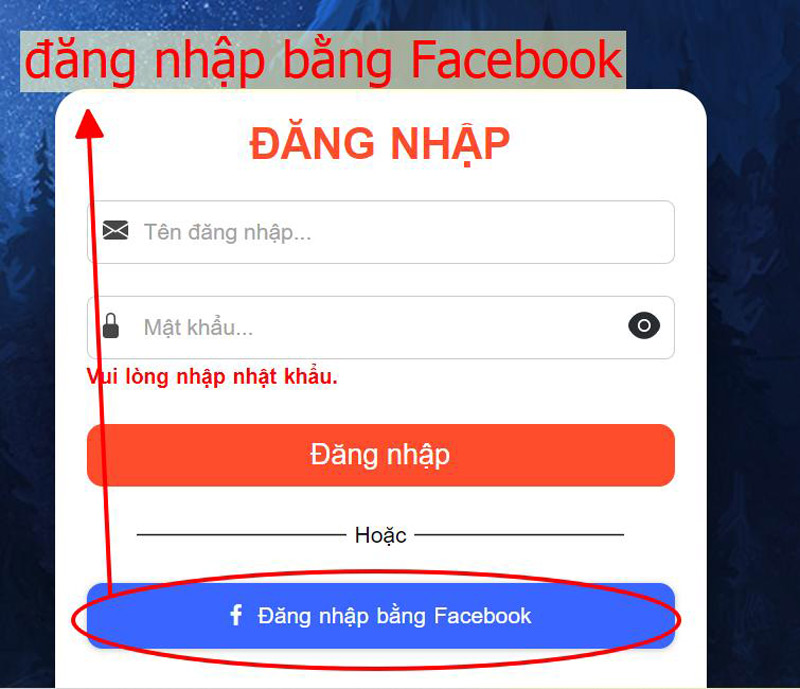 đăng nhập bằng Facebook
ĐĂNG NHẬP
Tên đăng nhập...
Mật khẩu...
Vui lòng nhập nhật khẩu.
Đăng nhập
Hoặc
f Đăng nhập bằng Facebook